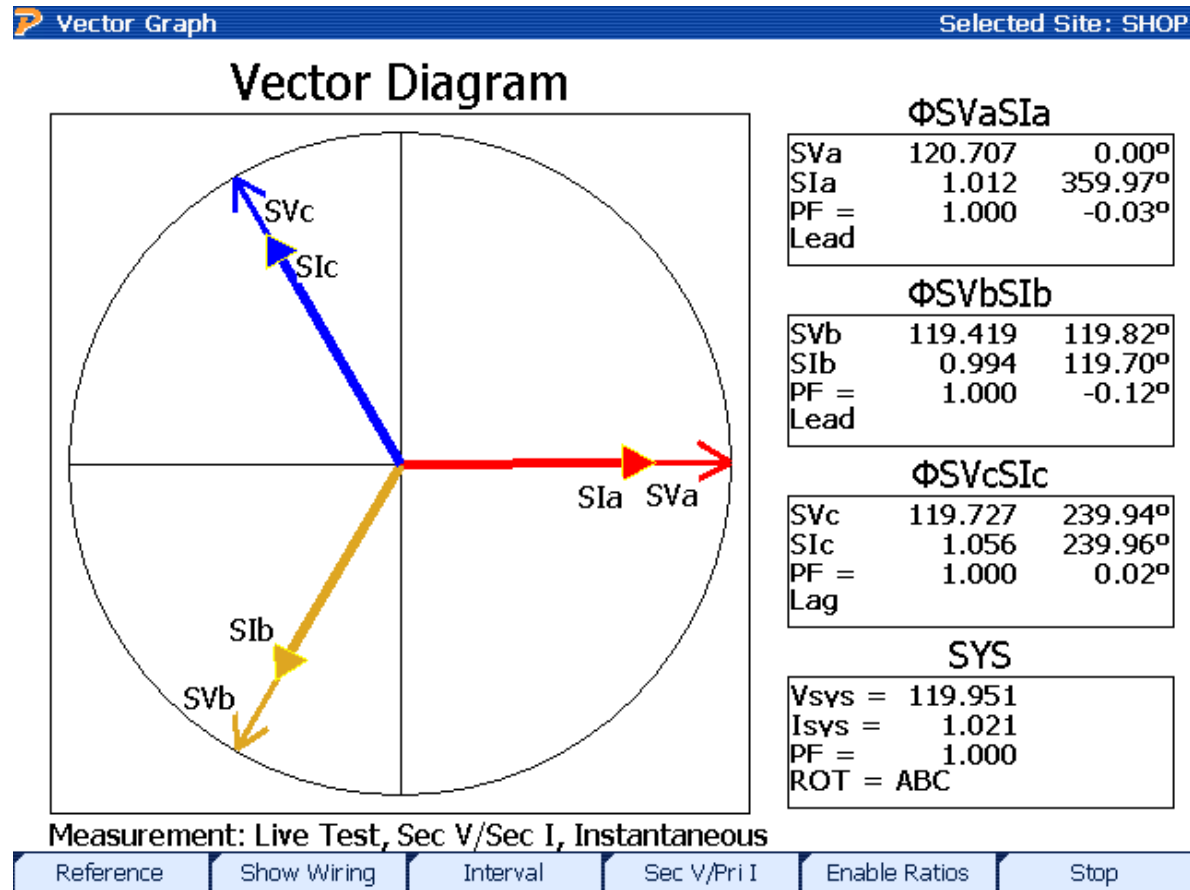 Vector Graph
Selected Site: SHOP
Vector Diagram
SVc
SIc
SIa SVa
SIb
SVb
ΦSVaSIa
SVa 120.707 0.00º
SIa 1.012 359.97º
PF = 1.000 -0.03º
Lead
ΦSVbSIb
SVb 119.419 119.82º
SIb 0.994 119.70º
PF = 1.000 -0.12º
Lead
ΦSVcSIc
SVc 119.727 239.94º
SIc 1.056 239.96º
PF = 1.000 0.02º
Lag
SYS
Vsys = 119.951
Isys = 1.021
PF = 1.000
ROT = ABC
Measurement: Live Test, Sec V/Sec I, Instantaneous
Reference Show Wiring Interval Sec V/Pri I Enable Ratios Stop